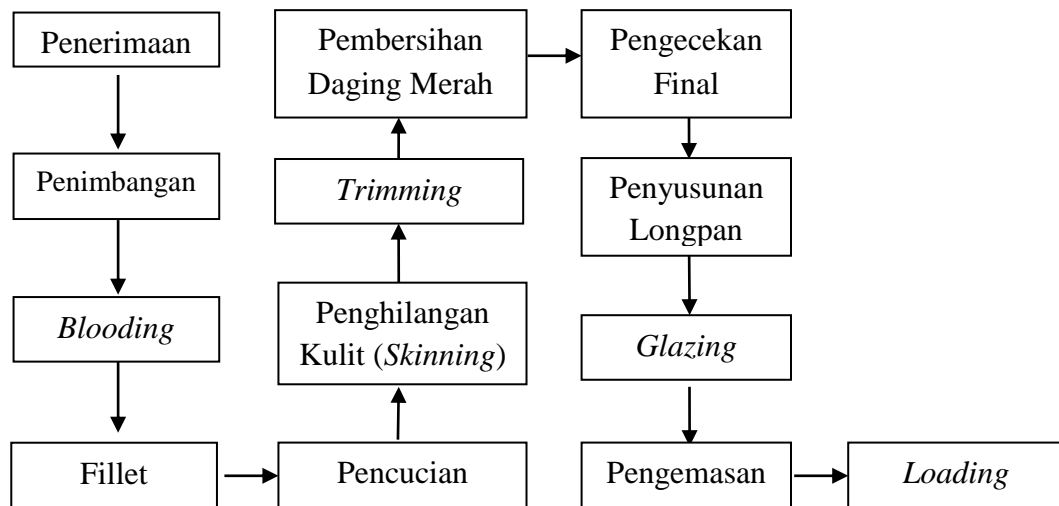 Penerimaan
Penimbangan
Blooding
Fillet
Pencucian
Penghilangan
Kulit (Skinning)
Trimming
Pembersihan
Daging Merah
Pengecekan
Final
Penyusunan
Longpan
Glazing
Pengemasan
Loading